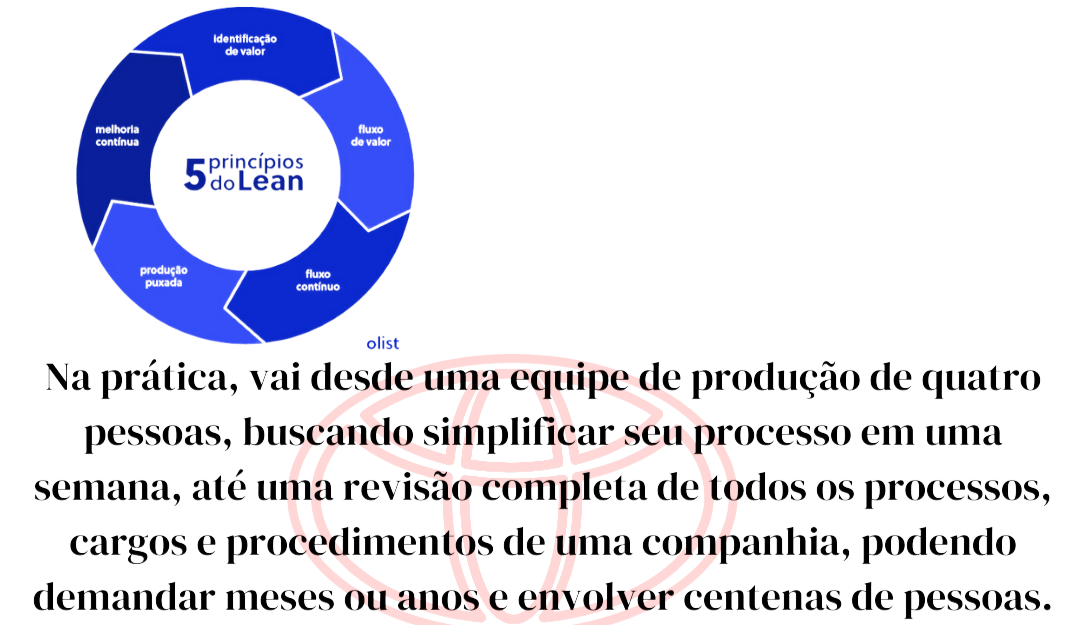 identificação
de valor
fluxo
de valor
fluxo
contínuo
produção
puxada
melhoria
contínua
5 princípios
do Lean
olist
Na prática, vai desde uma equipe de produção de quatro
pessoas, buscando simplificar seu processo em uma
semana, até uma revisão completa de todos os processos,
cargos e procedimentos de uma companhia, podendo
demandar meses ou anos e envolver centenas de pessoas.